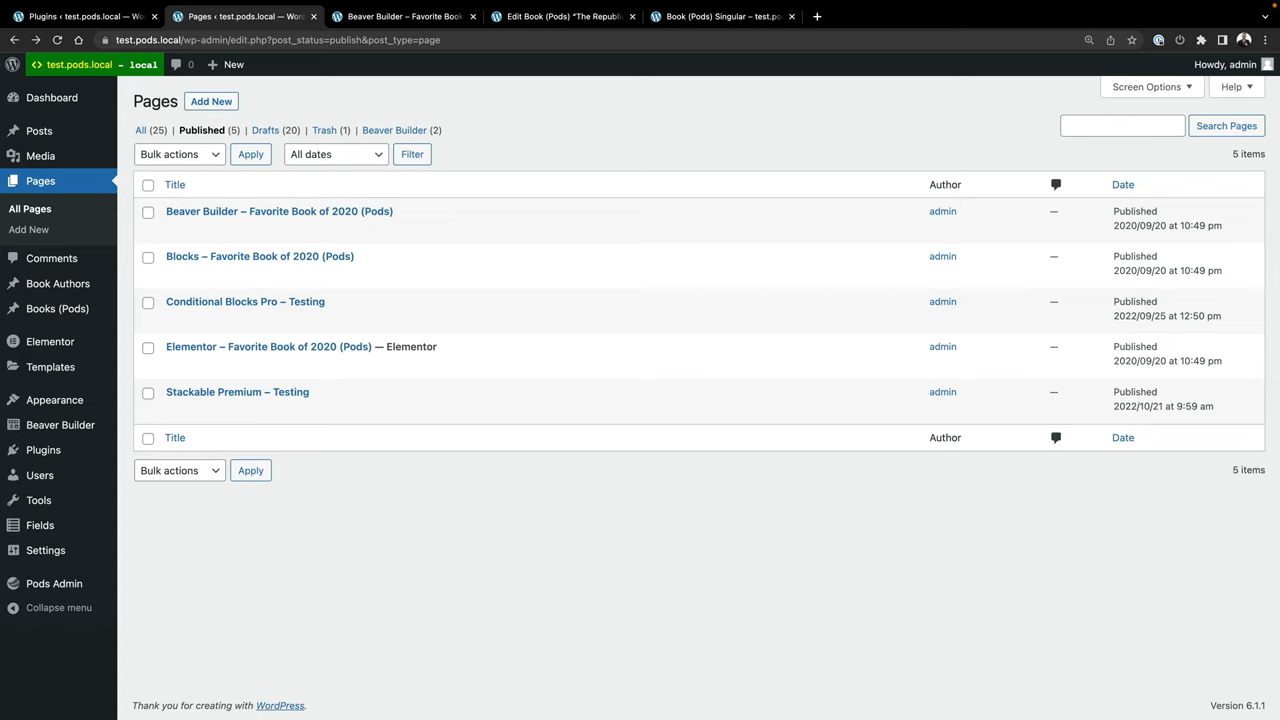 Plugins ‹ test.pods.local — Wor
Pages ‹ test.pods.local — Wor
Beaver Builder – Favorite Book
Edit Book (Pods) "The Republic
Book (Pods) Singular – test.po
test.pods.local/wp-admin/edit.php?post_status=publish&post_type=page
<> test.pods.local - local
0
+ New
Howdy, admin
Dashboard
Posts
Media
Pages
All Pages
Add New
Comments
Book Authors
Books (Pods)
Elementor
Templates
Appearance
Beaver Builder
Plugins
Users
Tools
Fields
Settings
Pods Admin
Collapse menu
Screen Options
Help
Pages
Add New
All (25) | Published (5) | Drafts (20) | Trash (1) | Beaver Builder (2)
Search Pages
Bulk actions
Apply
All dates
Filter
5 items
Title
Author
Date
Beaver Builder – Favorite Book of 2020 (Pods)
admin
—
Published
2020/09/20 at 10:49 pm
Blocks – Favorite Book of 2020 (Pods)
admin
—
Published
2020/09/20 at 10:49 pm
Conditional Blocks Pro – Testing
admin
—
Published
2022/09/25 at 12:50 pm
Elementor – Favorite Book of 2020 (Pods) — Elementor
admin
—
Published
2020/09/20 at 10:49 pm
Stackable Premium – Testing
admin
—
Published
2022/10/21 at 9:59 am
Title
Author
Date
Bulk actions
Apply
5 items
Thank you for creating with WordPress.
Version 6.1.1